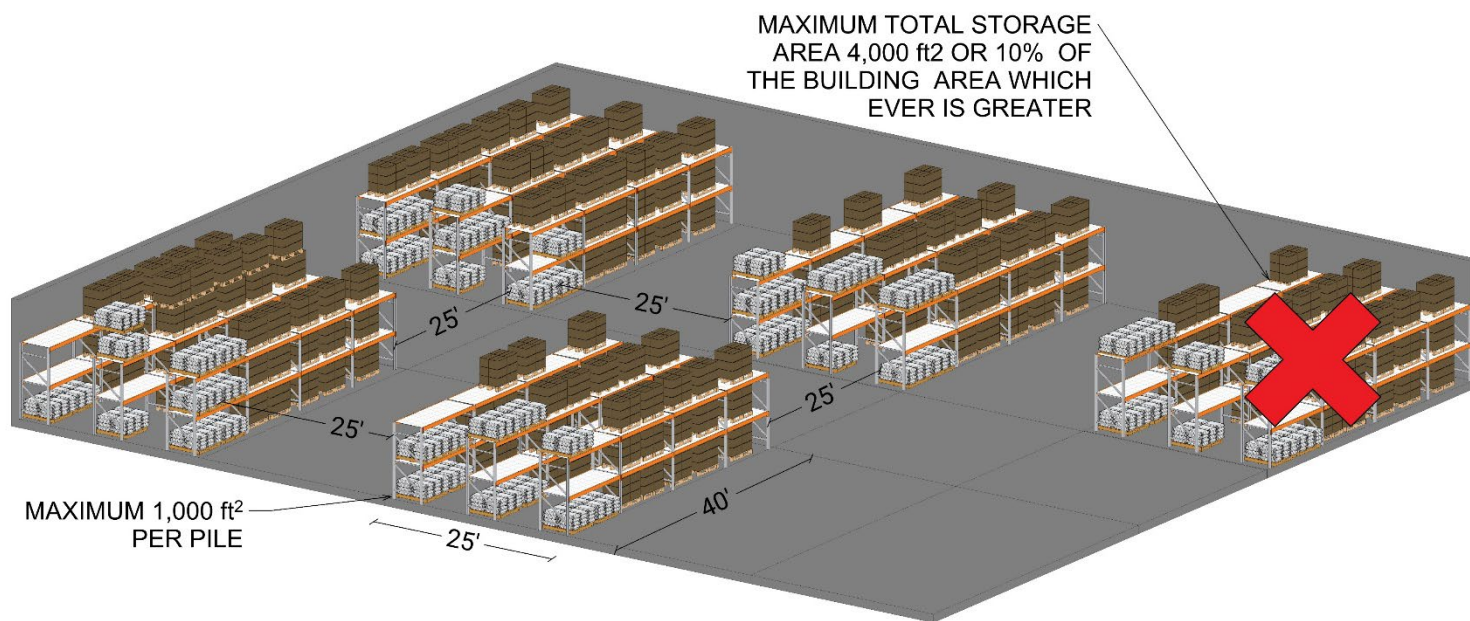 MAXIMUM TOTAL STORAGE
AREA 4,000 ft2 OR 10% OF
THE BUILDING AREA WHICH
EVER IS GREATER
25'
25'
25'
25'
40'
MAXIMUM 1,000 ft²
PER PILE
25'